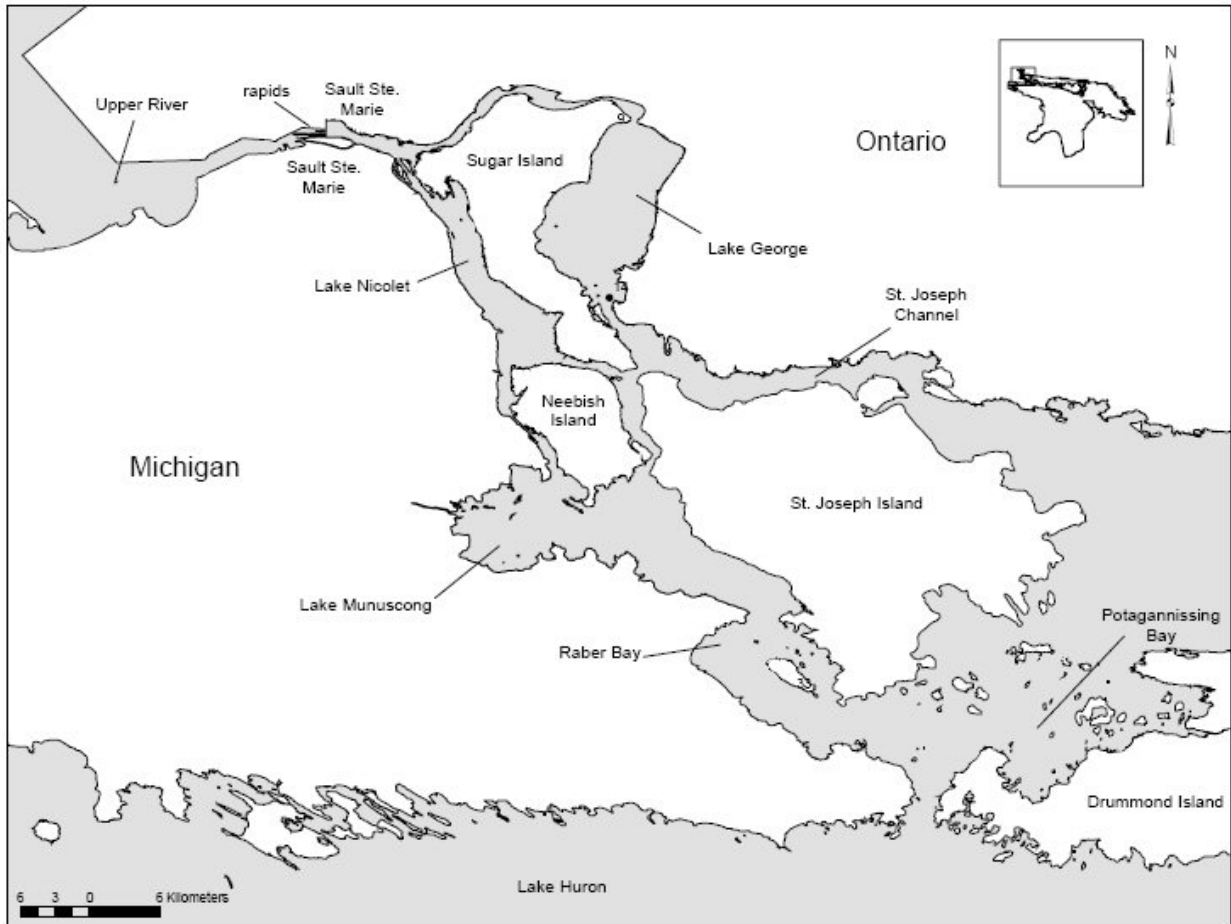 Upper River
rapids
Sault Ste.
Marie
Sault Ste.
Marie
Sugar Island
Ontario
N
Lake George
Lake Nicolet
St. Joseph
Channel
Neebish
Island
Michigan
St. Joseph Island
Lake Munuscong
Raber Bay
Potagannissing
Bay
Drummond Island
Lake Huron
6 3 0 6 Kilometers